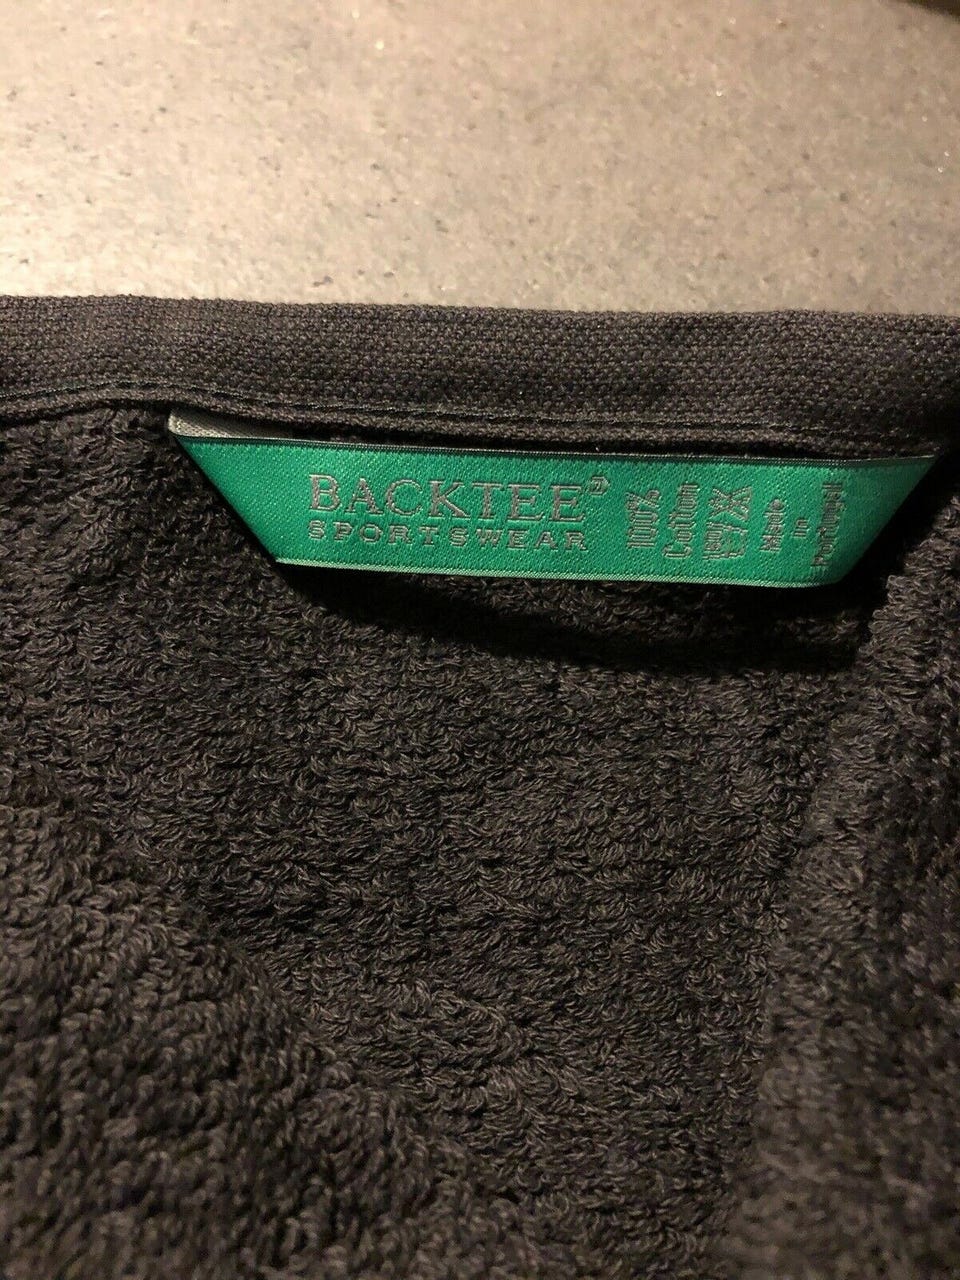 BACKTEE®
SPORTSWEAR
100%
Cotton
Made
in
Portugal